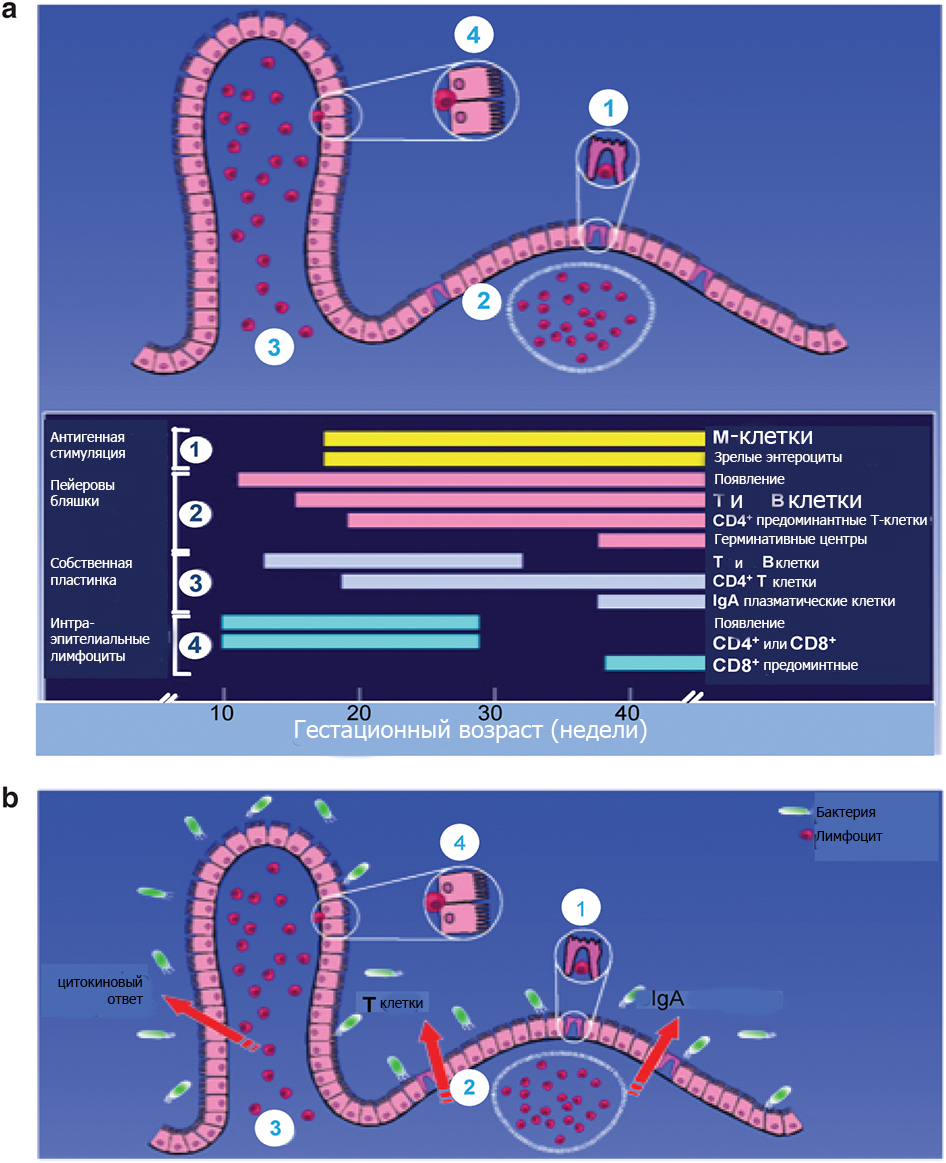 a
4
1
2
3
Антигенная
стимуляция
1
М-клетки
Зрелые энтероциты
Пейеровы
бляшки
2
Появление
Т и В клетки
CD4+ предоминантные Т-клетки
Герминативные центры
Собственная
пластинка
3
Т и Вклетки
CD4+ Т клетки
IgA плазматические клетки
Интра-
эпителиальные
лимфоциты
4
Появление
CD4+ или CD8+
CD8+ предоминтные
10 20 30 40
Гестационный возраст (недели)
b
Бактерия
Лимфоцит
4
1
цитокиновый
ответ
Т клетки
IgA
2
3